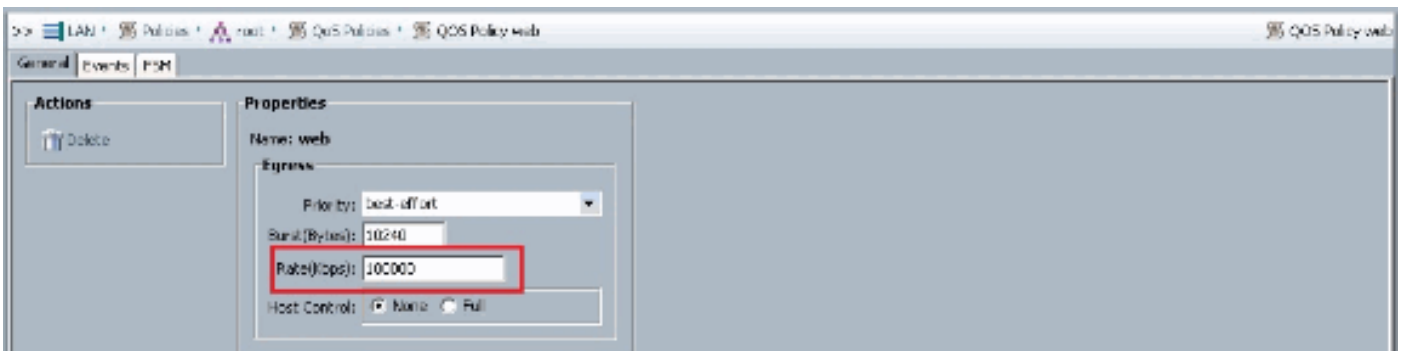 >> LAN Policies root QoS Policies QOS Policy web QOS Policy web
General Events FSM
Actions
Delete
Properties
Name: web
Egress
Priority: best-effort
Burst(Bytes): 10240
Rate(Kbps): 100000
Host Control: None Full